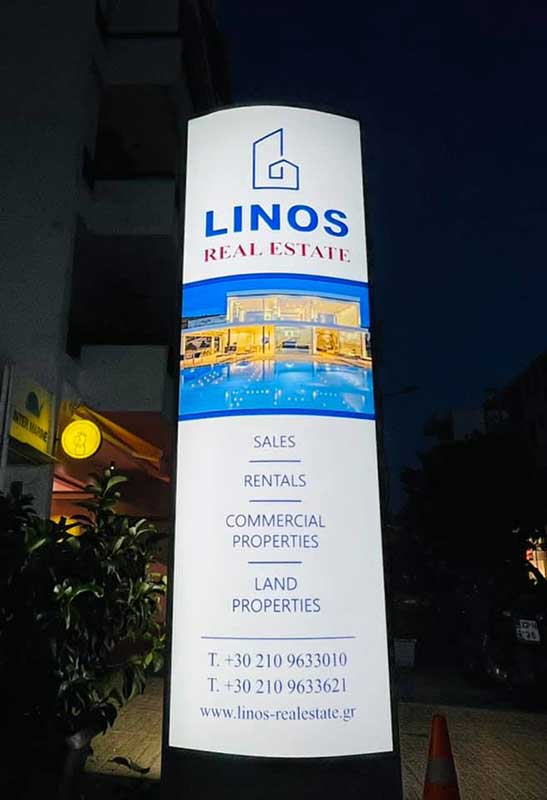 LINOS
REAL ESTATE
SALES
RENTALS
COMMERCIAL
PROPERTIES
LAND
PROPERTIES
T. +30 210 9633010
T. +30 210 9633621
www.linos-realestate.gr
INTER